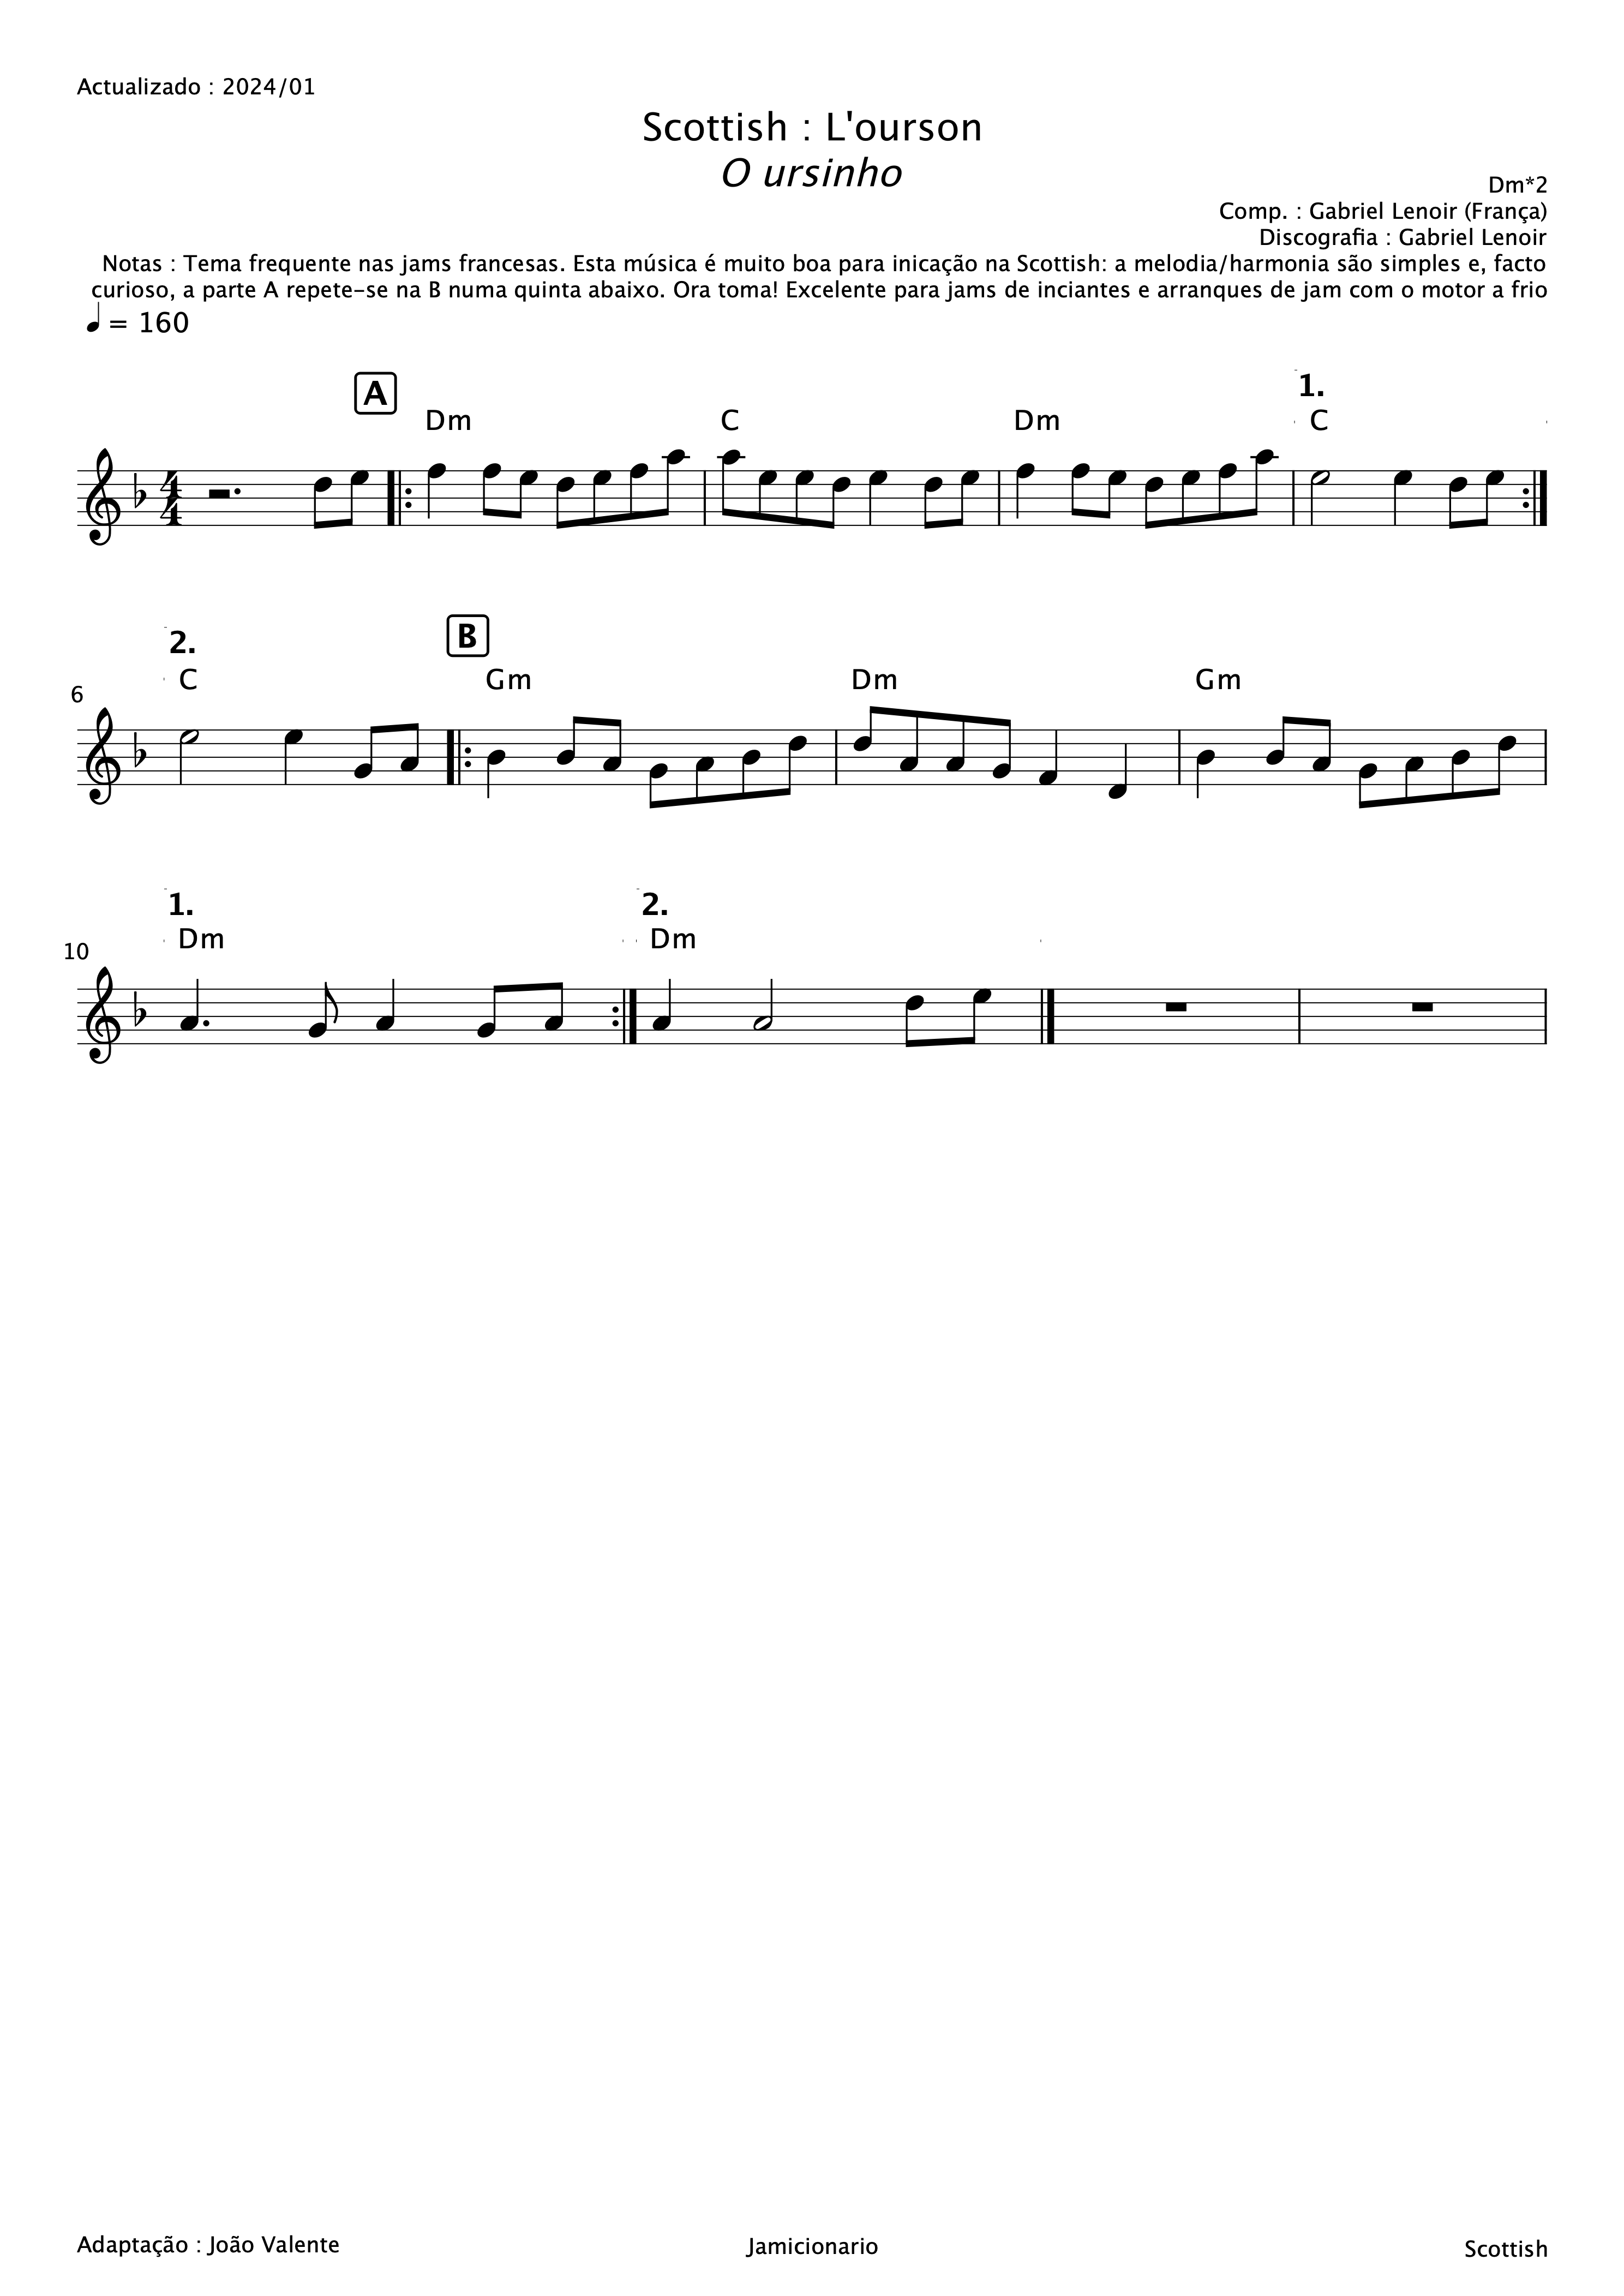 Actualizado : 2024/01
Scottish : L'ourson
O ursinho
Dm*2
Comp. : Gabriel Lenoir (França)
Discografia : Gabriel Lenoir
Notas : Tema frequente nas jams francesas. Esta música é muito boa para inicação na Scottish: a melodia/harmonia são simples e, facto
curioso, a parte A repete-se na B numa quinta abaixo. Ora toma! Excelente para jams de inciantes e arranques de jam com o motor a frio
= 160
A
1.
Dm C Dm C
4
4
2.
B
C Gm Dm Gm
6
1. 2.
Dm Dm
10
Adaptação : João Valente
Jamicionario
Scottish